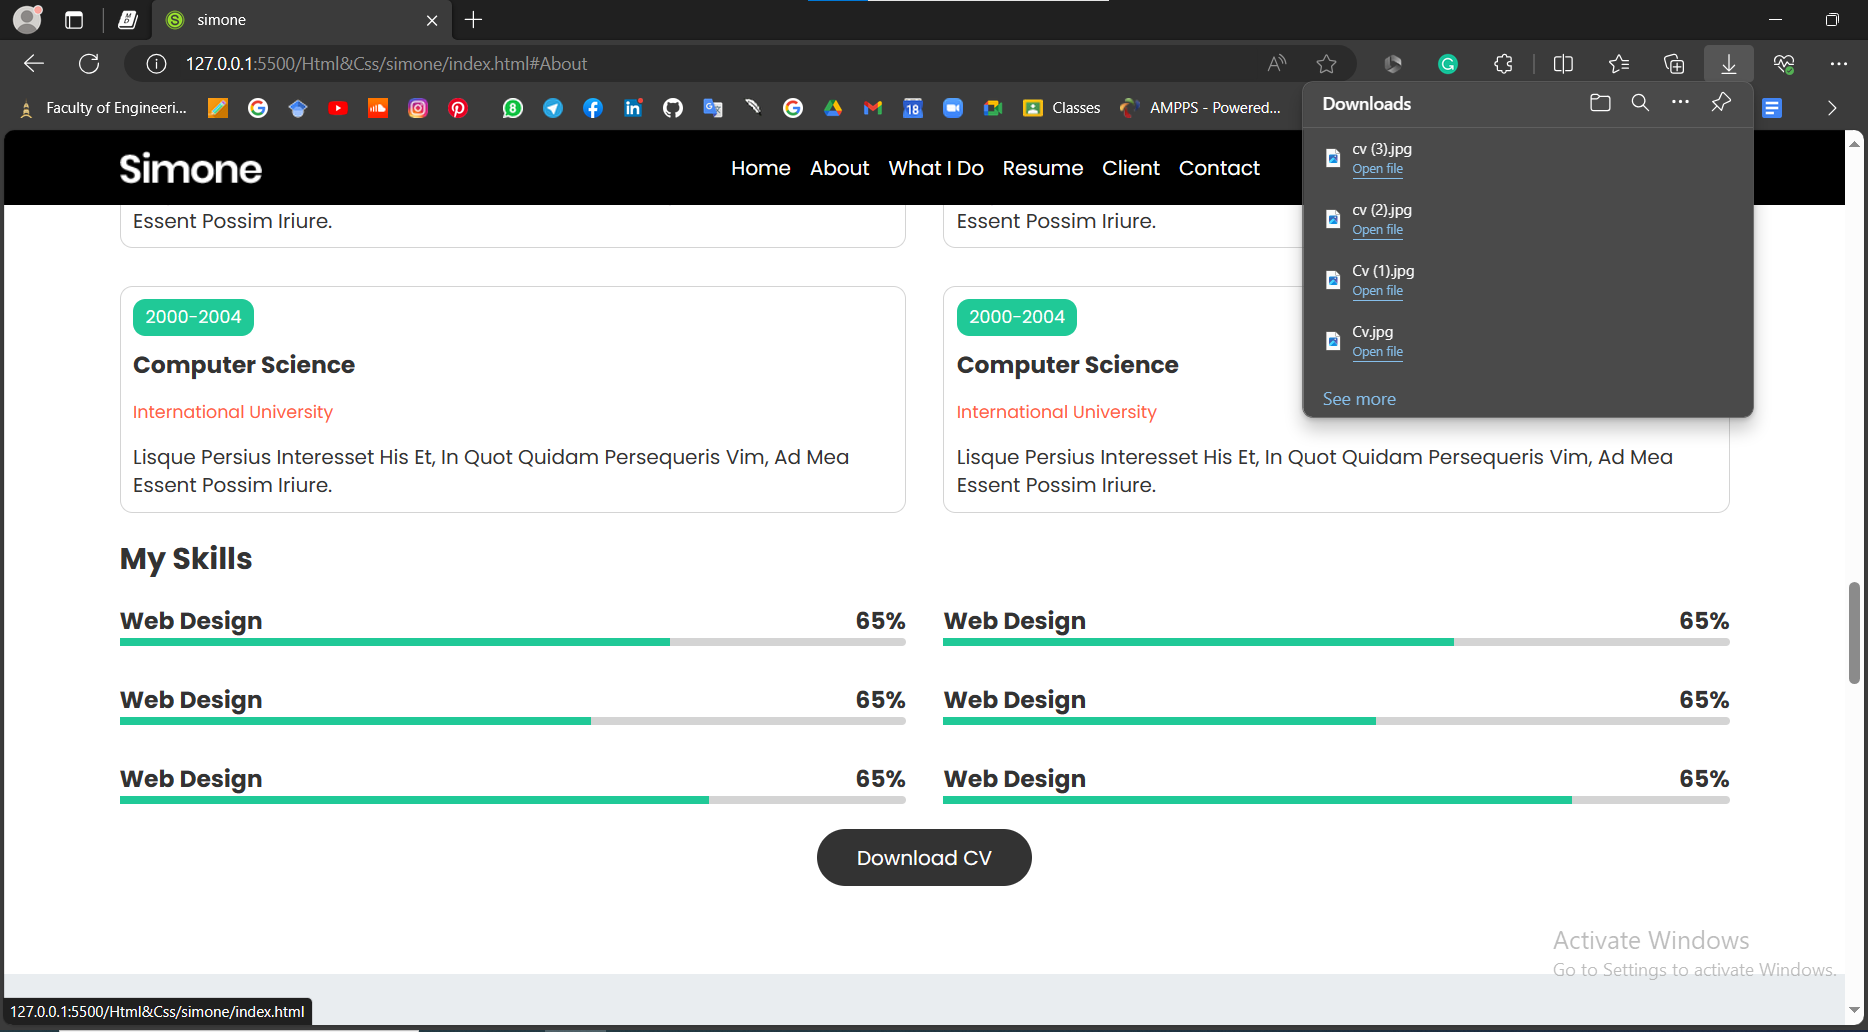 simone
127.0.0.1:5500/Html&Css/simone/index.html#About
Faculty of Engineeri...
Classes
AMPPS - Powered...
Downloads
cv (3).jpg
Open file
cv (2).jpg
Open file
Cv (1).jpg
Open file
Cv.jpg
Open file
See more
Simone
Home About What I Do Resume Client Contact
Essent Possim Iriure.
Essent Possim Iriure.
2000-2004
Computer Science
International University
Lisque Persius Interesset His Et, In Quot Quidam Persequeris Vim, Ad Mea
Essent Possim Iriure.
2000-2004
Computer Science
International University
Lisque Persius Interesset His Et, In Quot Quidam Persequeris Vim, Ad Mea
Essent Possim Iriure.
My Skills
Web Design 65%
Web Design 65%
Web Design 65%
Web Design 65%
Web Design 65%
Web Design 65%
Download CV
Activate Windows
Go to Settings to activate Windows.
127.0.0.1:5500/Html&Css/simone/index.html